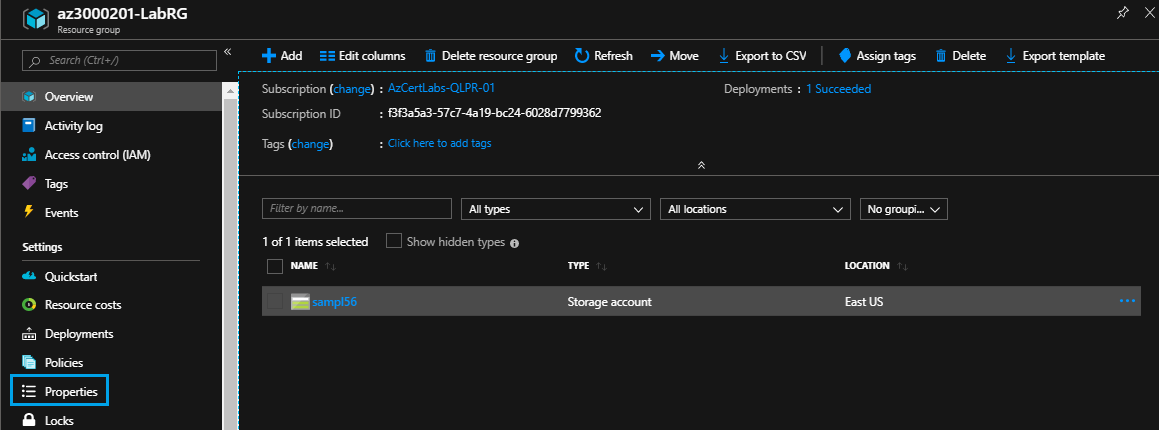 az3000201-LabRG
Resource group
Search (Ctrl+/)
Overview
Activity log
Access control (IAM)
Tags
Events
Settings
Quickstart
Resource costs
Deployments
Policies
Properties
Locks
Add Edit columns Delete resource group Refresh Move Export to CSV Assign tags Delete Export template
Subscription (change) : AzCertLabs-QLPR-01 Deployments : 1 Succeeded
Subscription ID : f3f3a5a3-57c7-4a19-bc24-6028d7799362
Tags (change) : Click here to add tags
Filter by name... All types All locations No groupi...
1 of 1 items selected Show hidden types
NAME TYPE LOCATION
sampl56 Storage account East US